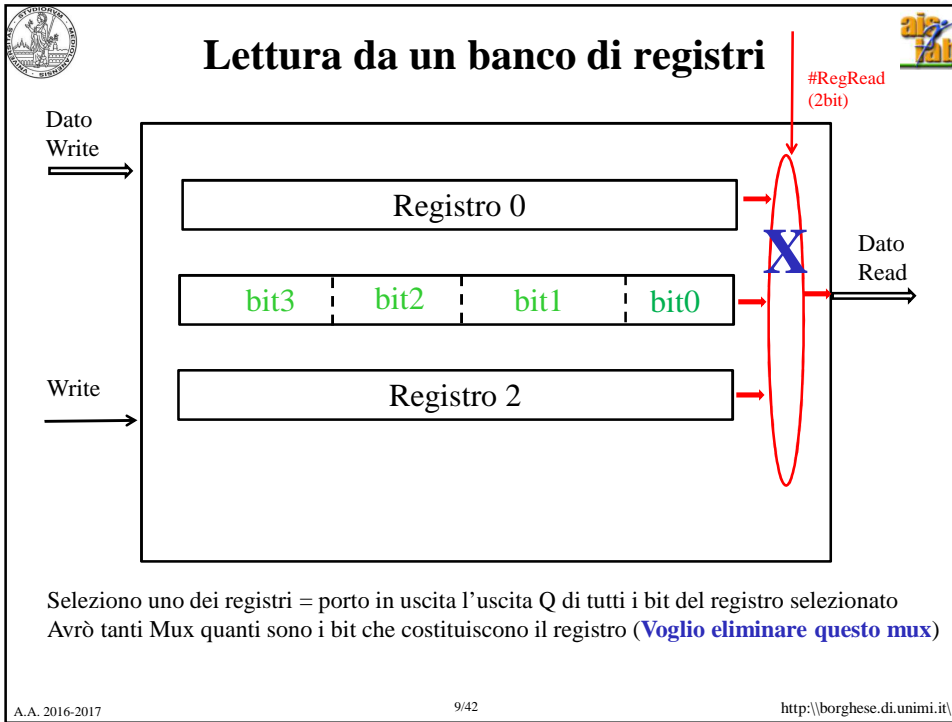 Lettura da un banco di registri
#RegRead
(2bit)
Dato
Write
Registro 0
X
Dato
Read
bit3
bit2
bit1
bit0
Write
Registro 2
Seleziono uno dei registri = porto in uscita l’uscita Q di tutti i bit del registro selezionato
Avrò tanti Mux quanti sono i bit che costituiscono il registro (Voglio eliminare questo mux)
A.A. 2016-2017
9/42
http:\\borghese.di.unimi.it\